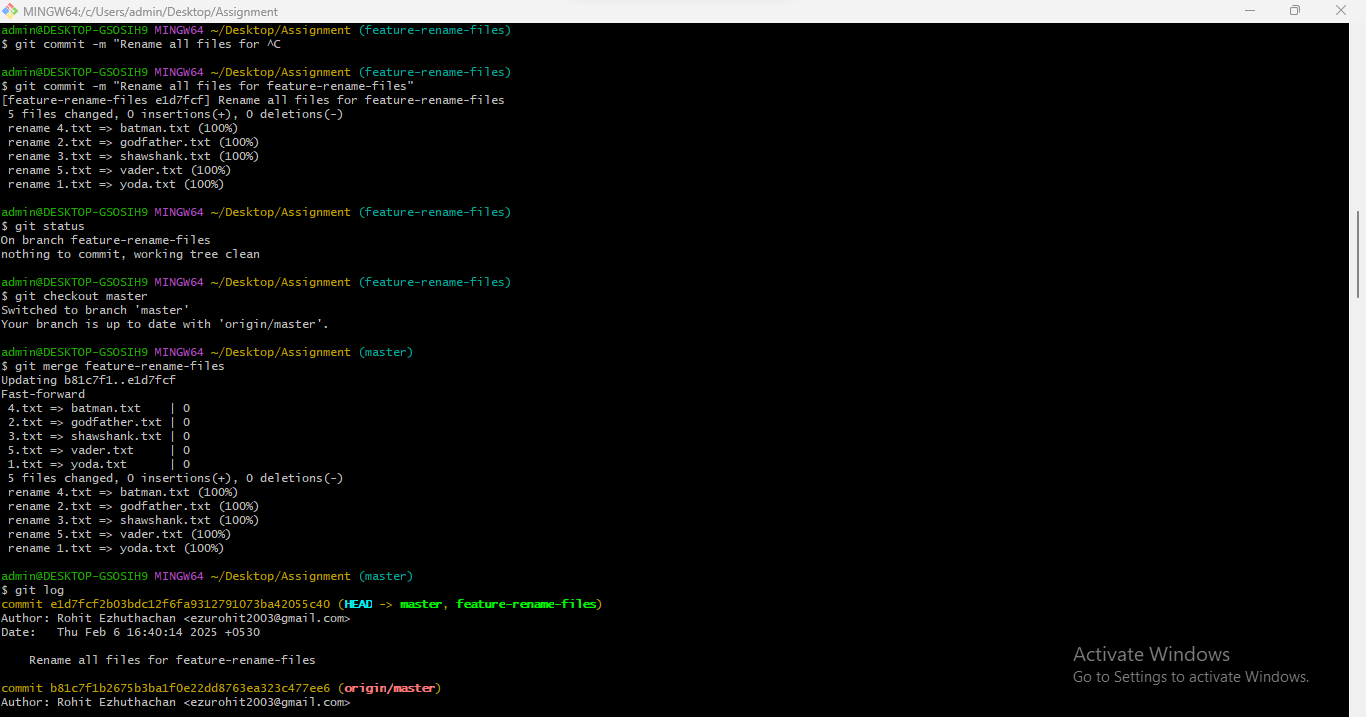 MINGW64:/c/Users/admin/Desktop/Assignment
admin@DESKTOP-GSOSIH9 MINGW64 ~/Desktop/Assignment (feature-rename-files)
$ git commit -m "Rename all files for ^C
admin@DESKTOP-GSOSIH9 MINGW64 ~/Desktop/Assignment (feature-rename-files)
$ git commit -m "Rename all files for feature-rename-files"
[feature-rename-files e1d7fcf] Rename all files for feature-rename-files
 5 files changed, 0 insertions(+), 0 deletions(-)
 rename 4.txt => batman.txt (100%)
 rename 2.txt => godfather.txt (100%)
 rename 3.txt => shawshank.txt (100%)
 rename 5.txt => vader.txt (100%)
 rename 1.txt => yoda.txt (100%)
admin@DESKTOP-GSOSIH9 MINGW64 ~/Desktop/Assignment (feature-rename-files)
$ git status
On branch feature-rename-files
nothing to commit, working tree clean
admin@DESKTOP-GSOSIH9 MINGW64 ~/Desktop/Assignment (feature-rename-files)
$ git checkout master
Switched to branch 'master'
Your branch is up to date with 'origin/master'.
admin@DESKTOP-GSOSIH9 MINGW64 ~/Desktop/Assignment (master)
$ git merge feature-rename-files
Updating b81c7f1..e1d7fcf
Fast-forward
 4.txt => batman.txt    | 0
 2.txt => godfather.txt | 0
 3.txt => shawshank.txt | 0
 5.txt => vader.txt     | 0
 1.txt => yoda.txt      | 0
 5 files changed, 0 insertions(+), 0 deletions(-)
 rename 4.txt => batman.txt (100%)
 rename 2.txt => godfather.txt (100%)
 rename 3.txt => shawshank.txt (100%)
 rename 5.txt => vader.txt (100%)
 rename 1.txt => yoda.txt (100%)
admin@DESKTOP-GSOSIH9 MINGW64 ~/Desktop/Assignment (master)
$ git log
commit e1d7fcf2b03bdc12f6fa9312791073ba42055c40 (HEAD -> master, feature-rename-files)
Author: Rohit Ezhuthachan <ezurohit2003@gmail.com>
Date:   Thu Feb 6 16:40:14 2025 +0530
    Rename all files for feature-rename-files
commit b81c7f1b2675b3ba1f0e22dd8763ea323c477ee6 (origin/master)
Author: Rohit Ezhuthachan <ezurohit2003@gmail.com>
Activate Windows
Go to Settings to activate Windows.